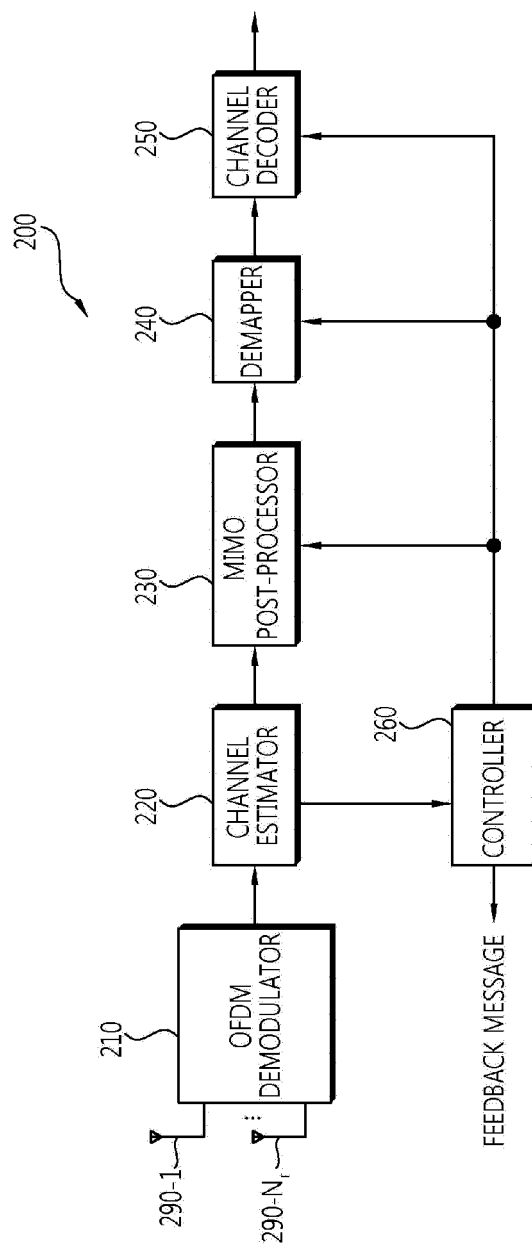 200
290-1
290-Nr
210
OFDM
DEMODULATOR
220
CHANNEL
ESTIMATOR
230
MIMO
POST-PROCESSOR
240
DEMAPPER
250
CHANNEL
DECODER
260
CONTROLLER
FEEDBACK MESSAGE